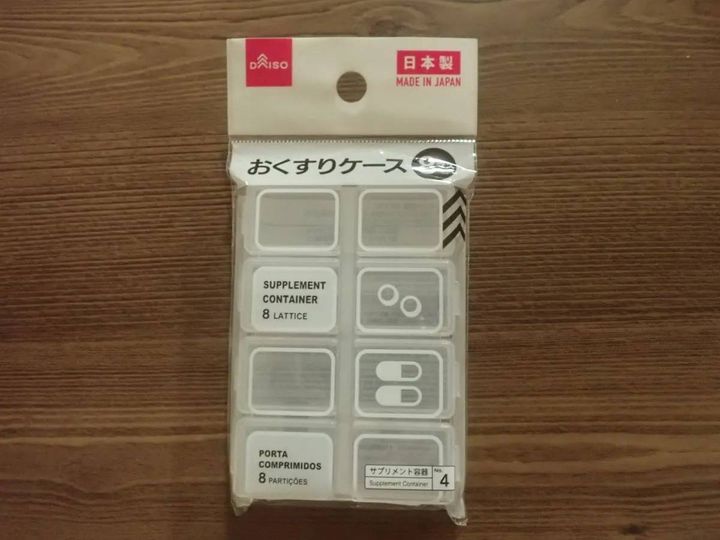 DAISO
日本製
MADE IN JAPAN
おくすりケース
SUPPLEMENT
CONTAINER
8 LATTICE
PORTA
COMPRIMIDOS
8 PARTIÇÕES
サプリメント容器 No.
Supplement Container 4